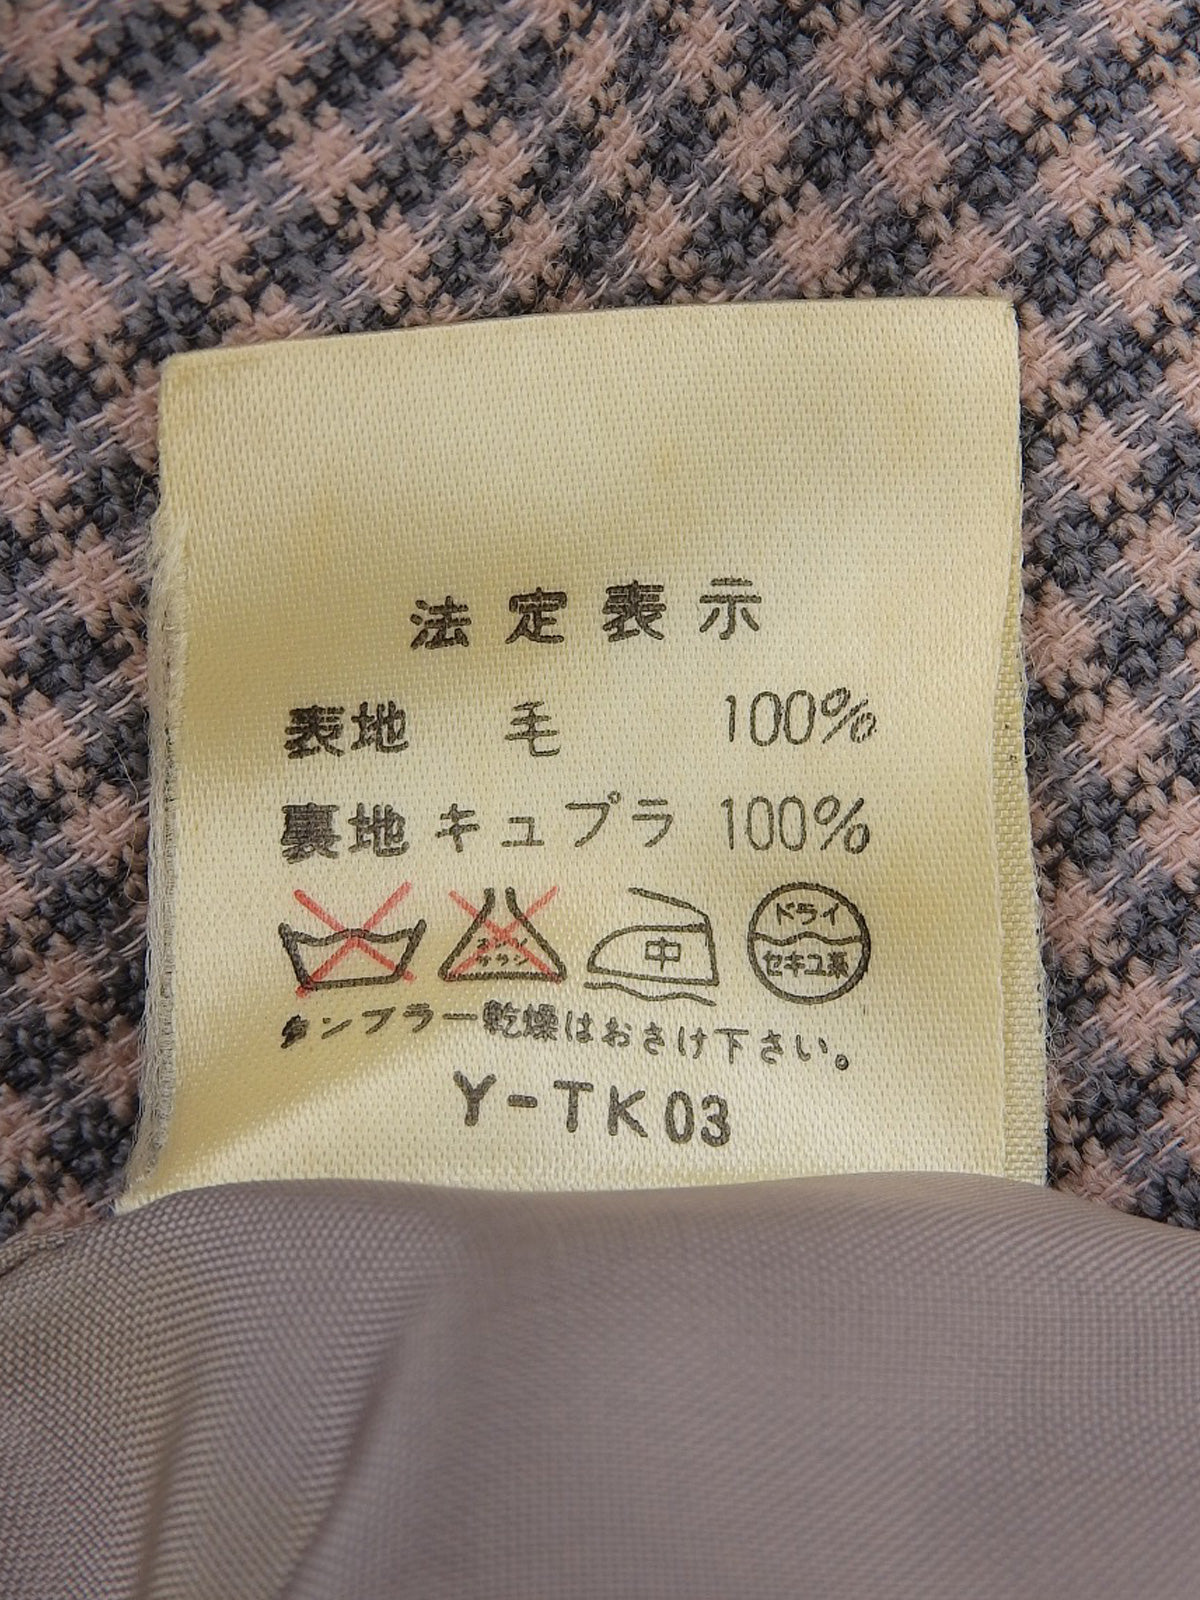 法定表示
表地 毛 100%
裏地 キュプラ 100%
中 ドライ
セキユ系
タンブラー乾燥はおさけ下さい。
Y-TK03